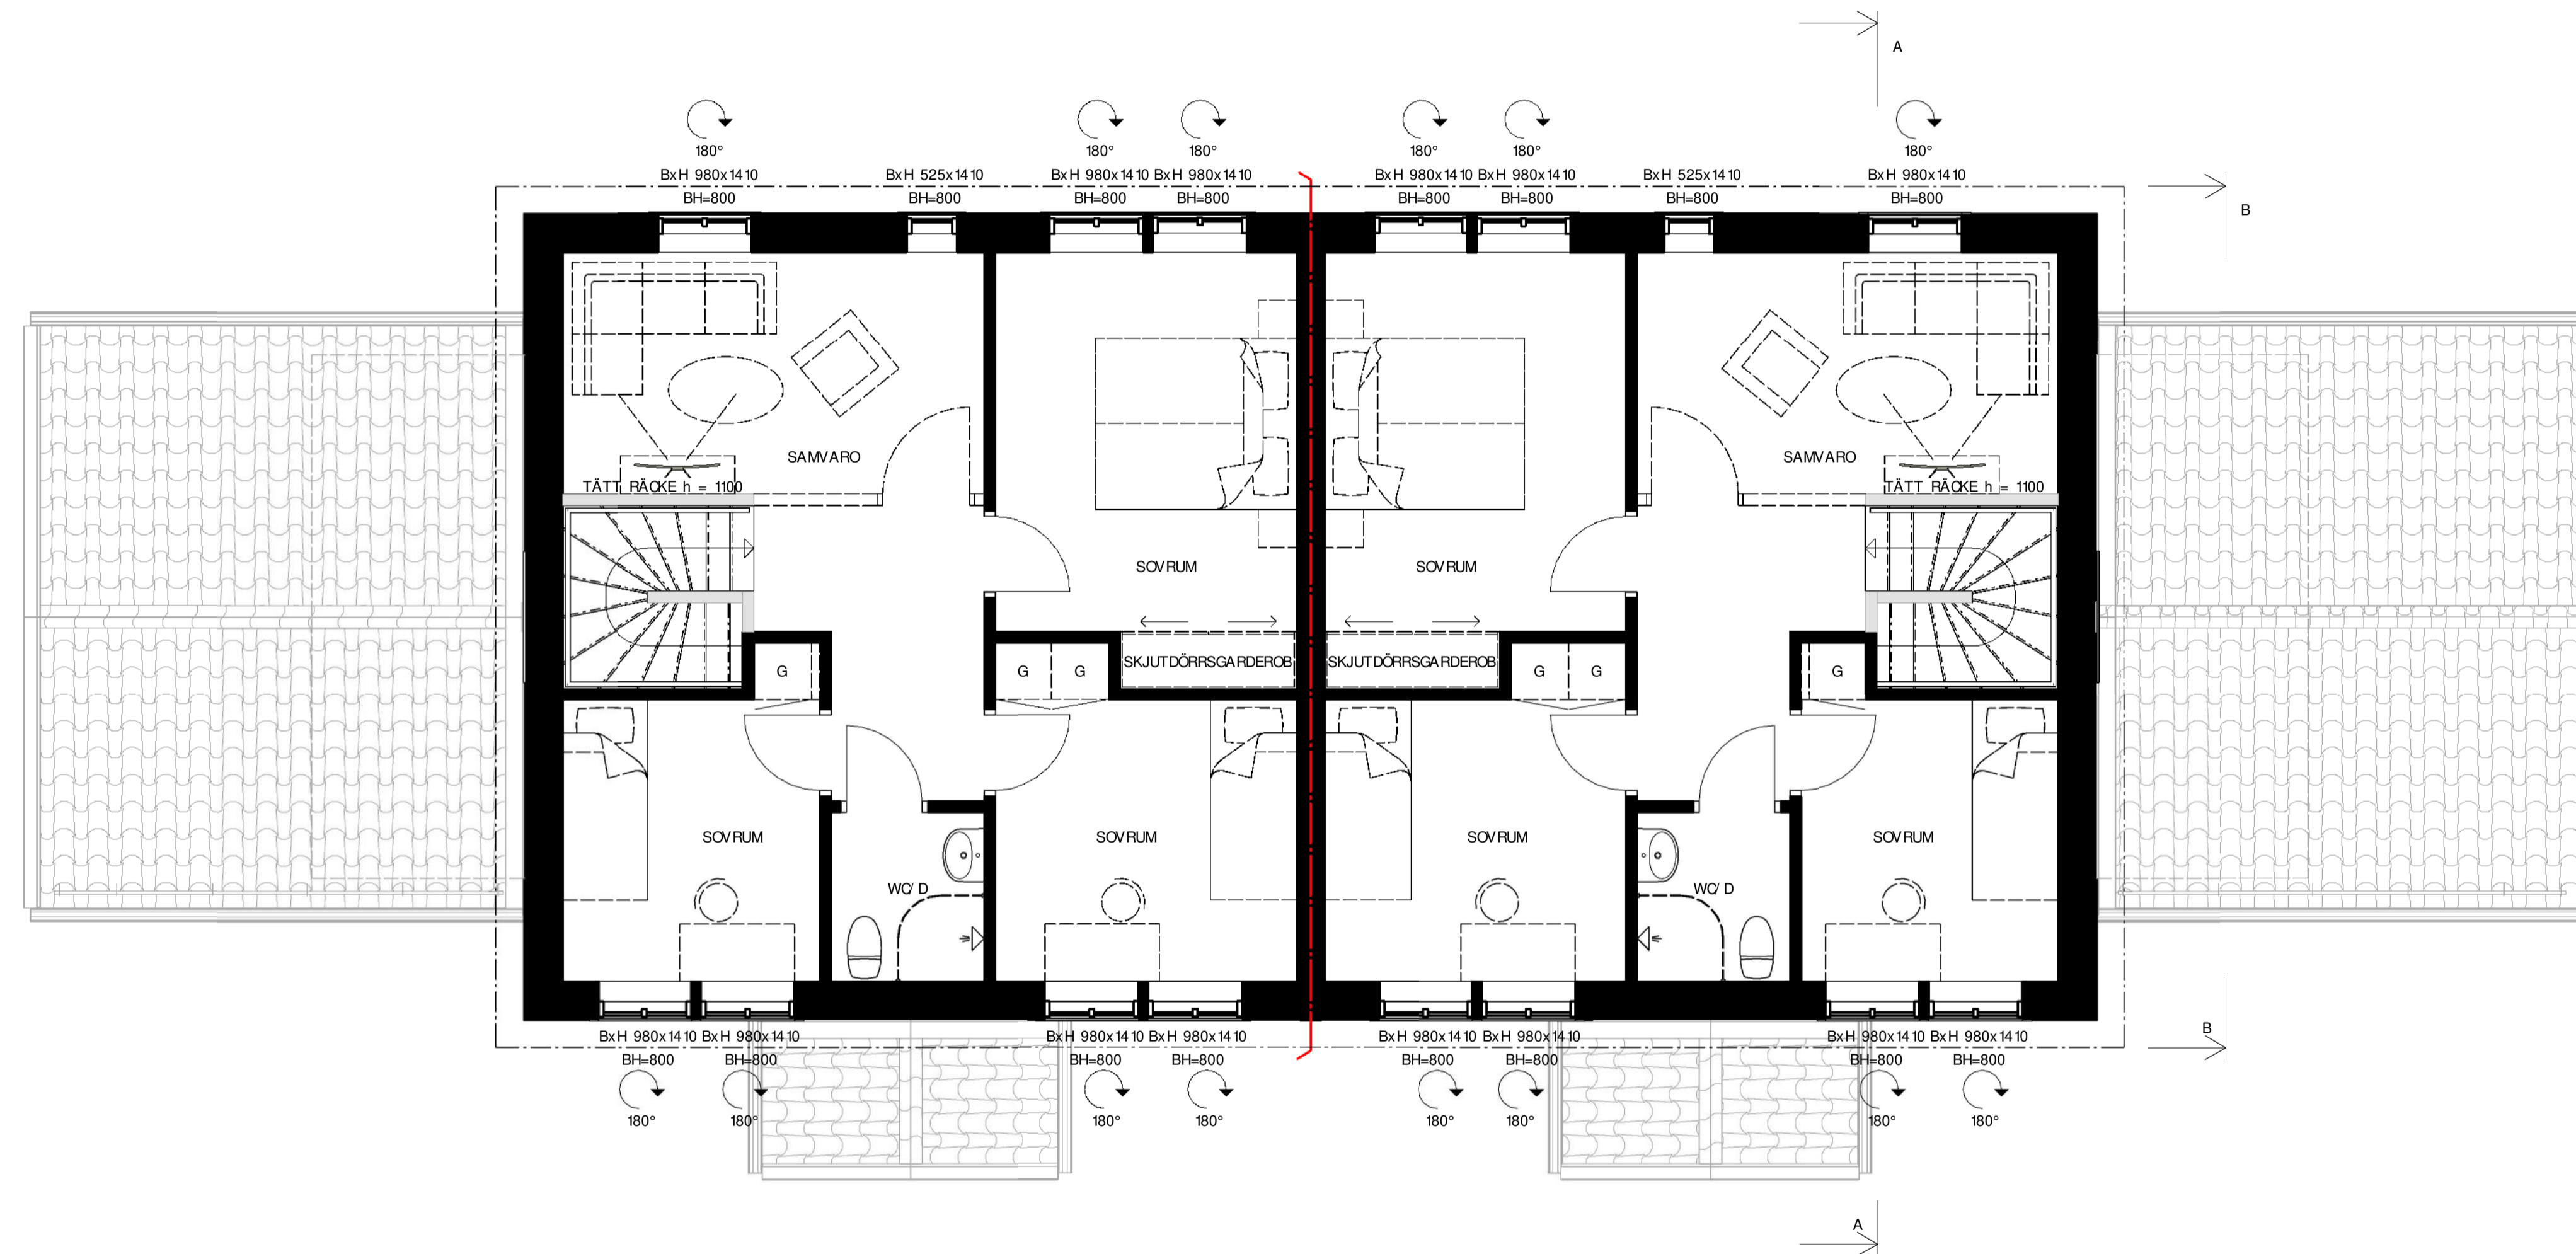 A
180°
180°
180°
180°
180°
180°
BxH 980x1410
BxH 525x1410
BxH 980x1410
BxH 980x1410
BxH 980x1410
BxH 980x1410
BxH 525x1410
BxH 980x1410
BH=800
BH=800
BH=800
BH=800
BH=800
BH=800
BH=800
BH=800
B
SAMVARO
SAMVARO
TÄTT RÄCKE h = 1100
TÄTT RÄCKE h = 1100
SOVRUM
SOVRUM
G
G
G
SKJUTDÖRRSGARDEROB
SKJUTDÖRRSGARDEROB
G
G
G
SOVRUM
SOVRUM
SOVRUM
SOVRUM
WC/D
WC/D
BxH 980x1410
BxH 980x1410
BxH 980x1410
BxH 980x1410
BxH 980x1410
BxH 980x1410
BxH 980x1410
BxH 980x1410
B
BH=800
BH=800
BH=800
BH=800
BH=800
BH=800
BH=800
BH=800
180°
180°
180°
180°
180°
180°
180°
180°
A